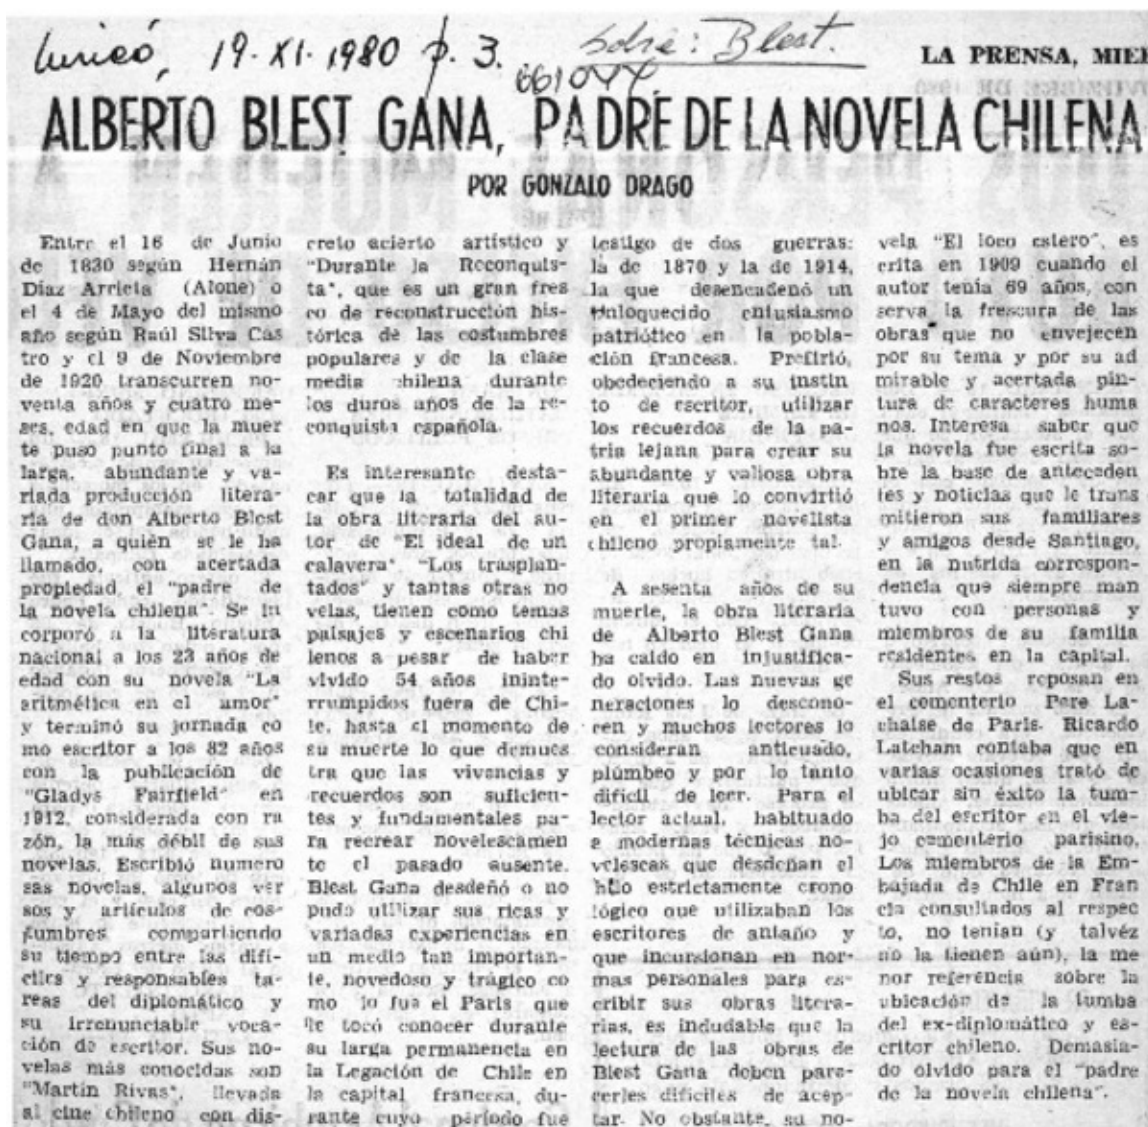 Curicó, 19-XI-1980 p. 3.
Sobre: Blest.
LA PRENSA, MIER
661044
ALBERTO BLEST GANA, PADRE DE LA NOVELA CHILENA
POR GONZALO DRAGO
Entre el 16 de Junio
de 1830 según Hernán
Díaz Arrieta (Alone) o
el 4 de Mayo del mismo
año según Raúl Silva Cas
tro y el 9 de Noviembre
de 1920 transcurren no-
venta años y cuatro me-
ses, edad en que la muer
te puso punto final a la
larga, abundante y va-
riada producción litera-
ria de don Alberto Blest
Gana, a quién se le ha
llamado, con acertada
propiedad, el "padre de
la novela chilena". Se in
corporó a la literatura
nacional a los 23 años de
edad con su novela "La
aritmética en el amor"
y terminó su jornada co
mo escritor a los 82 años
con la publicación de
"Gladys Fairfield" en
1912, considerada con ra
zón, la más débil de sus
novelas. Escribió numero
sas novelas, algunos ver
sos y artículos de cos-
tumbres compartiendo
su tiempo entre las difí-
ciles y responsables ta-
reas del diplomático y
su irrenunciable voca-
ción de escritor. Sus no-
velas más conocidas son
"Martín Rivas", llevada
al cine chileno con dis-
creto acierto artístico y
"Durante la Reconquis-
ta", que es un gran fres
co de reconstrucción his-
tórica de las costumbres
populares y de la clase
media chilena durante
los duros años de la re-
conquista española.
Es interesante desta-
car que la totalidad de
la obra literaria del au-
tor de "El ideal de un
calavera", "Los trasplan-
tados" y tantas otras no
velas, tienen como temas
paisajes y escenarios chi
lenos a pesar de haber
vivido 54 años ininte-
rrumpidos fuera de Chi-
le, hasta el momento de
su muerte lo que demues
tra que las vivencias y
recuerdos son suficien-
tes y fundamentales pa-
ra recrear novelescamen
te el pasado ausente.
Blest Gana desdeñó o no
pudo utilizar sus ricas y
variadas experiencias en
un medio tan importan-
te, novedoso y trágico co
mo lo fue el París que
le tocó conocer durante
su larga permanencia en
la Legación de Chile en
la capital francesa, du-
rante cuyo período fue
testigo de dos guerras:
la de 1870 y la de 1914,
la que desencadenó un
enloquecido entusiasmo
patriótico en la pobla-
ción francesa. Prefirió,
obedeciendo a su instin
to de escritor, utilizar
los recuerdos de la pa-
tria lejana para crear su
abundante y valiosa obra
literaria que lo convirtió
en el primer novelista
chileno propiamente tal.
A sesenta años de su
muerte, la obra literaria
de Alberto Blest Gana
ha caído en injustifica-
do olvido. Las nuevas ge
neraciones lo descono-
cen y muchos lectores lo
consideran anticuado,
plúmbeo y por lo tanto
difícil de leer. Para el
lector actual, habituado
a modernas técnicas no-
velescas que desdeñan el
hilo estrictamente crono
lógico que utilizaban los
escritores de antaño y
que incursionan en nor-
mas personales para es-
cribir sus obras litera-
rias, es indudable que la
lectura de las obras de
Blest Gana deben pare-
cerles difíciles de acep-
tar. No obstante, su no-
vela "El loco estero", es
crita en 1909 cuando el
autor tenía 69 años, con
serva la frescura de las
obras que no envejecen
por su tema y por su ad
mirable y acertada pin-
tura de caracteres huma
nos. Interesa saber que
la novela fue escrita so-
bre la base de anteceden
tes y noticias que le trans
mitieron sus familiares
y amigos desde Santiago,
en la nutrida correspon-
dencia que siempre man
tuvo con personas y
miembros de su familia
residentes en la capital.
Sus restos reposan en
el cementerio Pere La-
chaise de París. Ricardo
Latcham contaba que en
varias ocasiones trató de
ubicar sin éxito la tum-
ba del escritor en el vie-
jo cementerio parisino.
Los miembros de la Em-
bajada de Chile en Fran
cia consultados al respec
to, no tenían (y talvéz
no la tienen aún), la me
nor referencia sobre la
ubicación de la tumba
del ex-diplomático y es-
critor chileno. Demasia-
do olvido para el "padre
de la novela chilena".